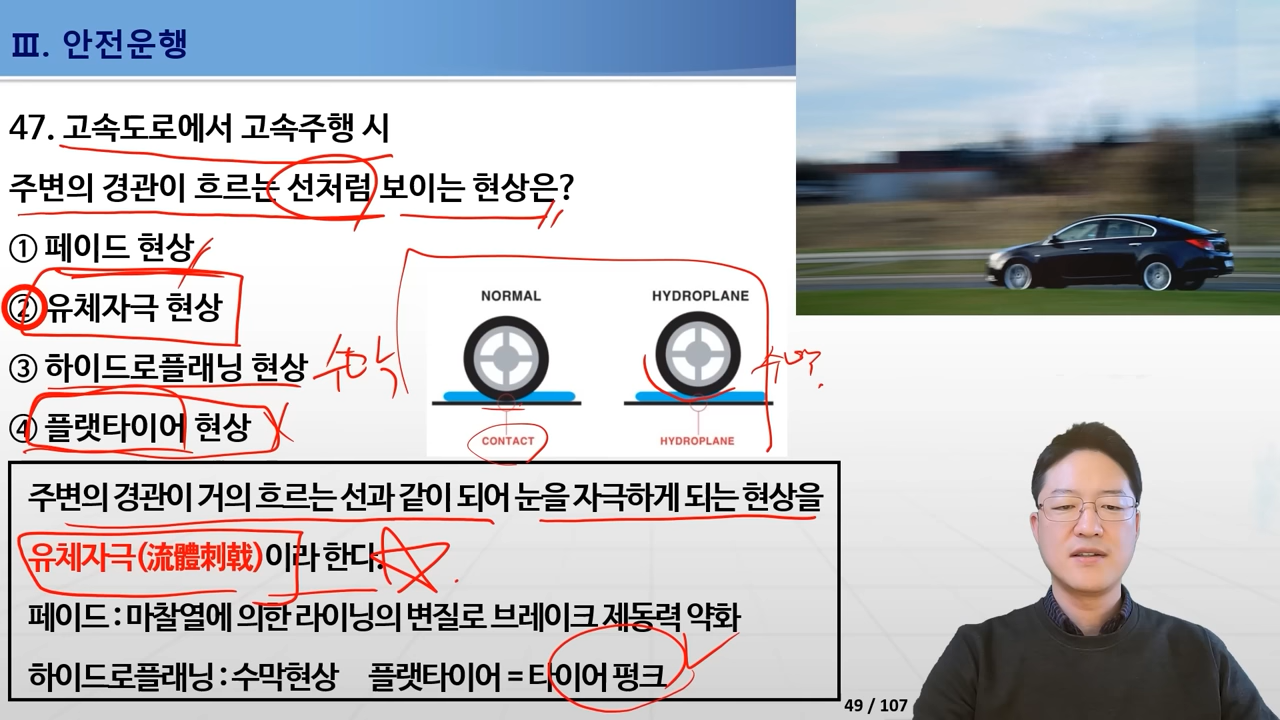 Ⅲ. 안전운행
47. 고속도로에서 고속주행 시
주변의 경관이 흐르는 선처럼 보이는 현상은?
① 페이드 현상
② 유체자극 현상
③ 하이드로플래닝 현상
④ 플랫타이어 현상
수막
NORMAL
HYDROPLANE
CONTACT
HYDROPLANE
수막?
주변의 경관이 거의 흐르는 선과 같이 되어 눈을 자극하게 되는 현상을
유체자극(流體刺戟)이라 한다.
페이드 : 마찰열에 의한 라이닝의 변질로 브레이크 제동력 약화
하이드로플래닝 : 수막현상 플랫타이어 = 타이어 펑크
49 / 107